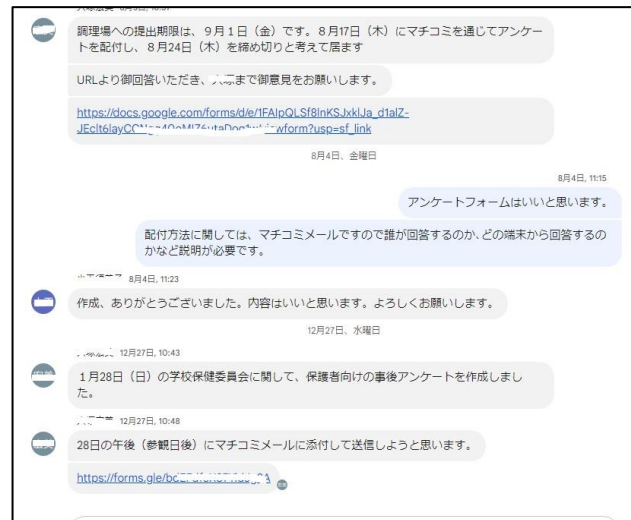 調理場への提出期限は、９月１日（金）です。８月17日（木）にマチコミを通じてアンケー
トを配付し、８月24日（木）を締め切りと考えて居ます
URLより御回答いただき、まで御意見をお願いします。
https://docs.google.com/forms/d/e/
8月4日、金曜日
8月4日, 11:15
アンケートフォームはいいと思います。
配付方法に関しては、マチコミメールですので誰が回答するのか、どの端末から回答するの
かなど説明が必要です。
8月4日, 11:23
作成、ありがとうございました。内容はいいと思います。よろしくお願いします。
12月27日、水曜日
12月27日, 10:43
１月28日（日）の学校保健委員会に関して、保護者向けの事後アンケートを作成しまし
た。
12月27日, 10:48
28日の午後（参観日後）にマチコミメールに添付して送信しようと思います。
https://forms.gle/